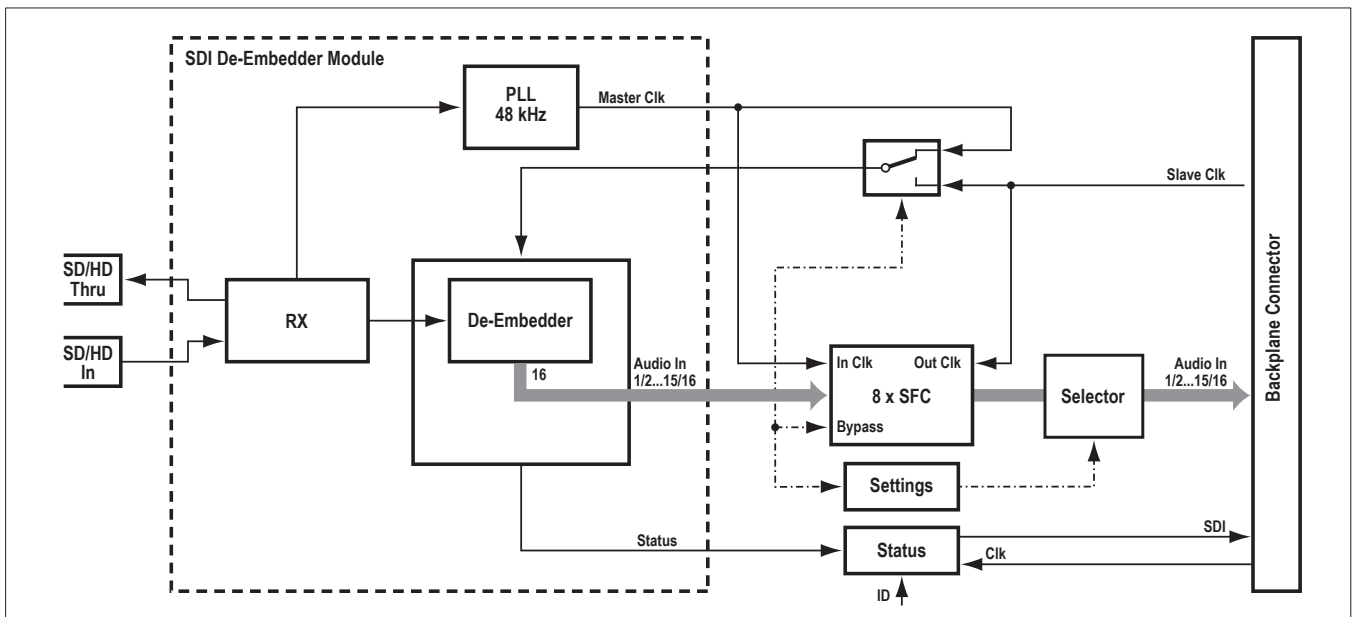 SDI De-Embedder Module
PLL
48 kHz
Master Clk
Slave Clk
Backplane Connector
SD/HD
Thru
SD/HD
In
RX
De-Embedder
16
Audio In
1/2...15/16
In Clk
Out Clk
8 x SFC
Bypass
Selector
Audio In
1/2...15/16
Settings
Status
Status
SDI
Clk
ID